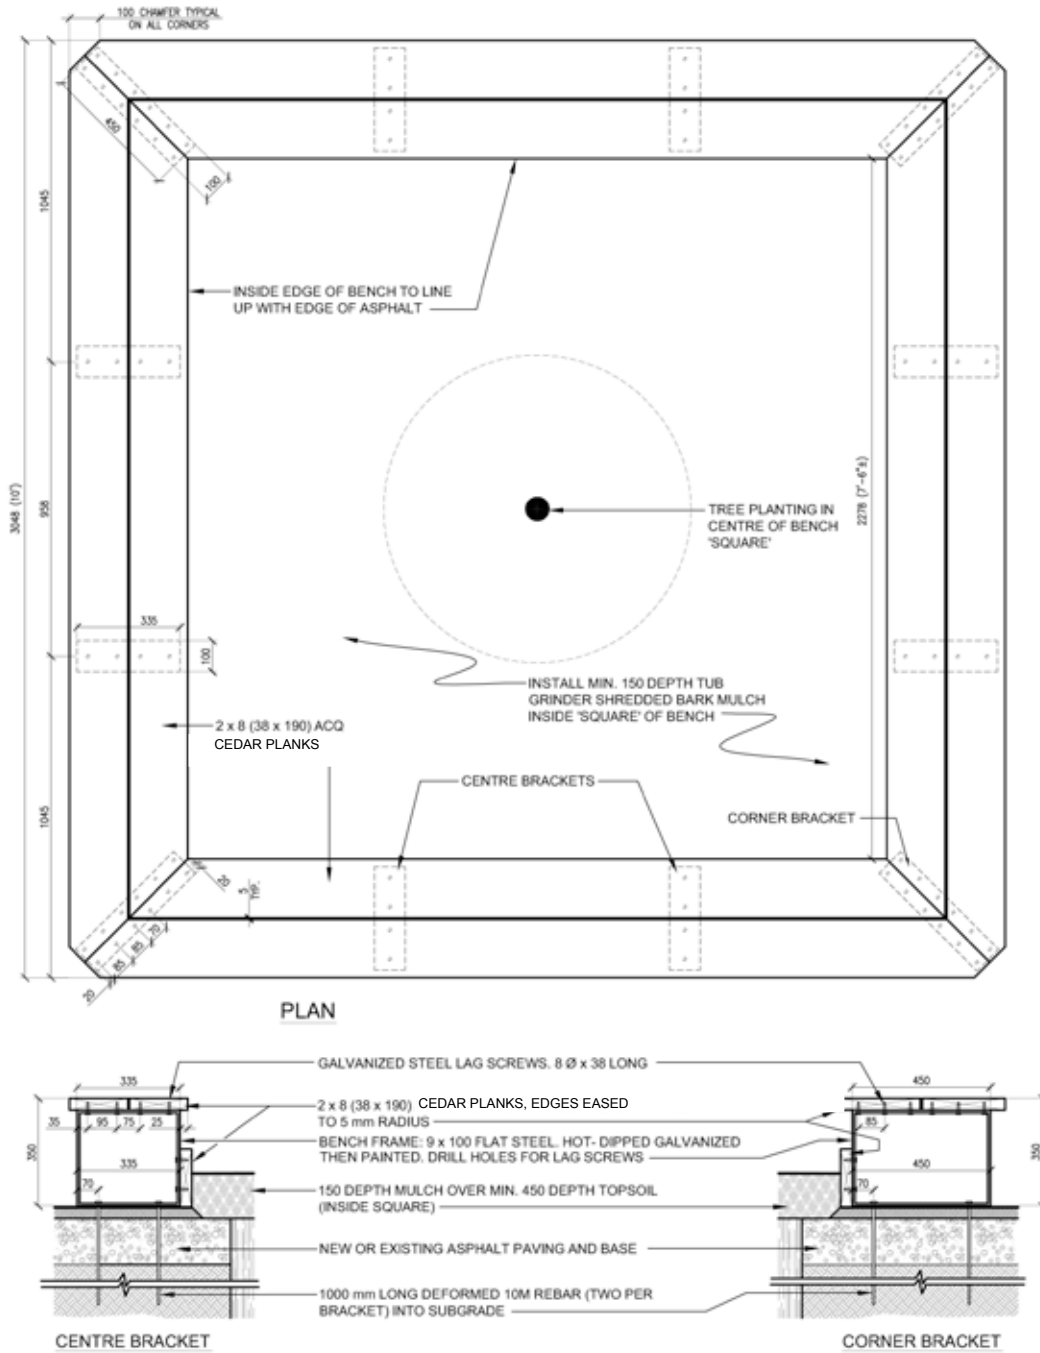 100 CHAMFER TYPICAL
ON ALL CORNERS
450
100
1045
INSIDE EDGE OF BENCH TO LINE
UP WITH EDGE OF ASPHALT
3048 (10')
938
2278 (7'-6"±)
TREE PLANTING IN
CENTRE OF BENCH
'SQUARE'
335
100
INSTALL MIN. 150 DEPTH TUB
GRINDER SHREDDED BARK MULCH
INSIDE 'SQUARE' OF BENCH
2 x 8 (38 x 190) ACQ
CEDAR PLANKS
CENTRE BRACKETS
CORNER BRACKET
1045
20
5
TYP.
70
85
85
20
PLAN
GALVANIZED STEEL LAG SCREWS. 8 Ø x 38 LONG
335
450
2 x 8 (38 x 190) CEDAR PLANKS, EDGES EASED
TO 5 mm RADIUS
35 95 75 25
85
BENCH FRAME: 9 x 100 FLAT STEEL. HOT- DIPPED GALVANIZED
THEN PAINTED. DRILL HOLES FOR LAG SCREWS
350
350
335
450
70
70
150 DEPTH MULCH OVER MIN. 450 DEPTH TOPSOIL
(INSIDE SQUARE)
NEW OR EXISTING ASPHALT PAVING AND BASE
1000 mm LONG DEFORMED 10M REBAR (TWO PER
BRACKET) INTO SUBGRADE
CENTRE BRACKET
CORNER BRACKET